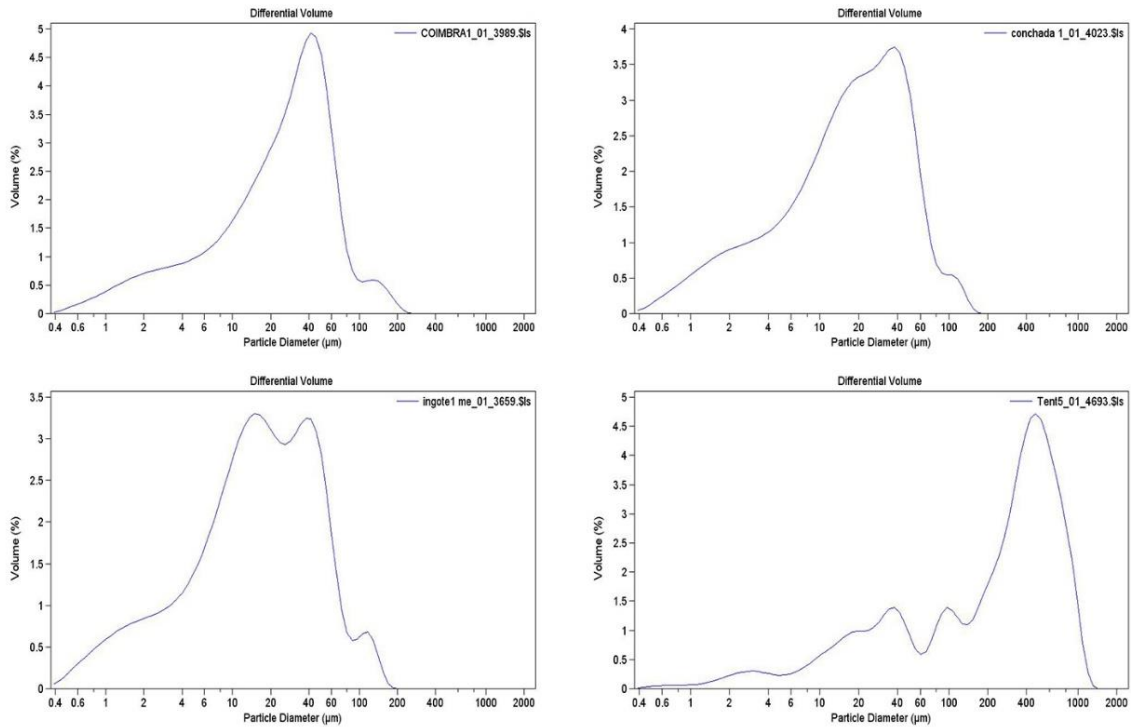 Differential Volume
COIMBRA1_01_3989.$ls
5
4.5
4
3.5
3
2.5
2
1.5
1
0.5
0
Volume (%)
0.4 0.6 1 2 4 6 10 20 40 60 100 200 400 1000 2000
Particle Diameter (µm)
Differential Volume
conchada 1_01_4023.$ls
4
3.5
3
2.5
2
1.5
1
0.5
0
Volume (%)
0.4 0.6 1 2 4 6 10 20 40 60 100 200 400 1000 2000
Particle Diameter (µm)
Differential Volume
ingote1 me_01_3659.$ls
3.5
3
2.5
2
1.5
1
0.5
0
Volume (%)
0.4 0.6 1 2 4 6 10 20 40 60 100 200 400 1000 2000
Particle Diameter (µm)
Differential Volume
Tent5_01_4693.$ls
5
4.5
4
3.5
3
2.5
2
1.5
1
0.5
0
Volume (%)
0.4 0.6 1 2 4 6 10 20 40 60 100 200 400 1000 2000
Particle Diameter (µm)